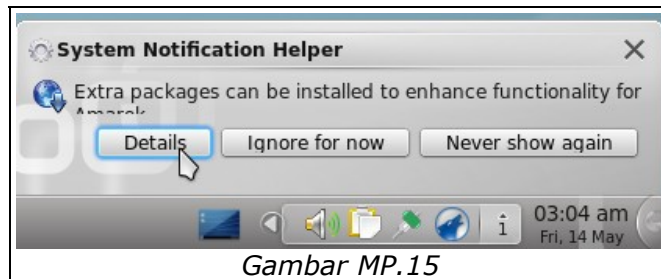 System Notification Helper
Extra packages can be installed to enhance functionality for
Amarok
Details Ignore for now Never show again
03:04 am
Fri, 14 May
Gambar MP.15